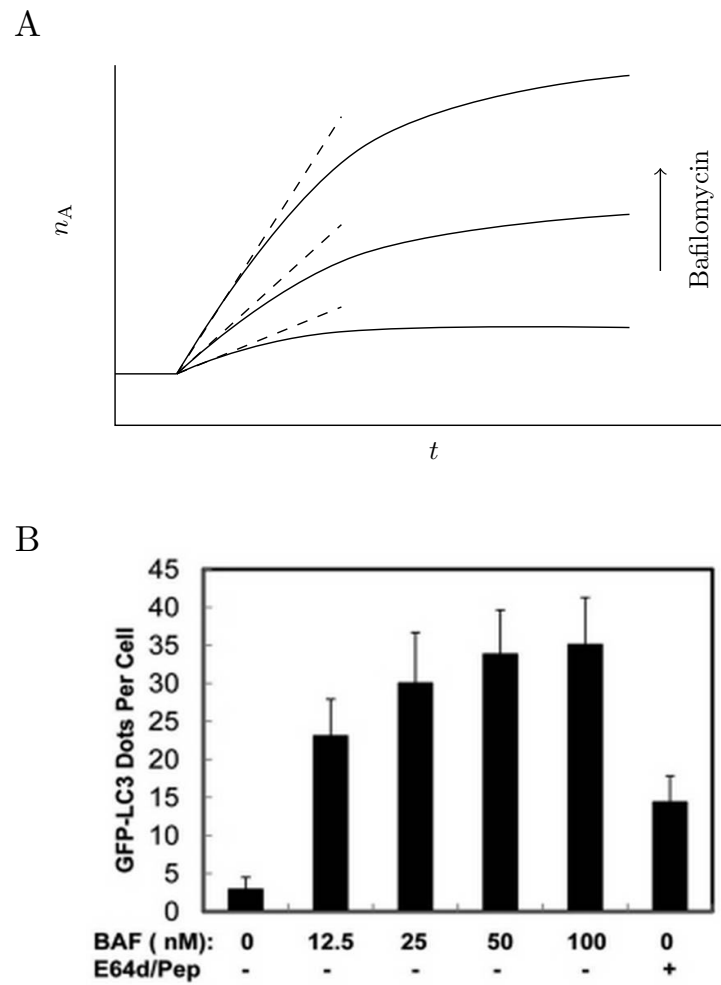 A
n_A
Bafilomycin
t
B
GFP-LC3 Dots Per Cell
45
40
35
30
25
20
15
10
5
0
BAF ( nM): 0 12.5 25 50 100 0
E64d/Pep - - - - - +